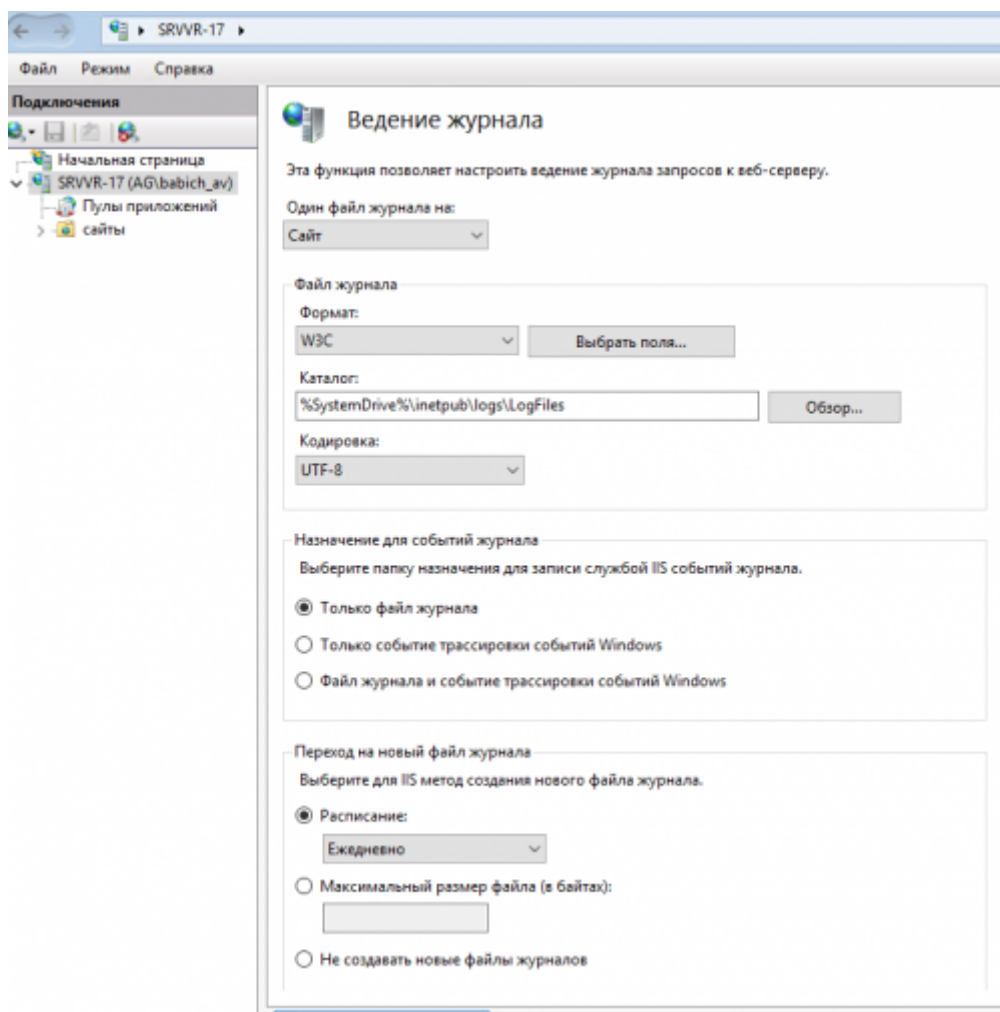 SRVVR-17
Файл Режим Справка
Подключения
Начальная страница
SRVVR-17 (AG\babich_av)
Пулы приложений
сайты
Ведение журнала
Эта функция позволяет настроить ведение журнала запросов к веб-серверу.
Один файл журнала на:
Сайт
Файл журнала
Формат:
W3C
Выбрать поля...
Каталог:
%SystemDrive%\inetpub\logs\LogFiles
Обзор...
Кодировка:
UTF-8
Назначение для событий журнала
Выберите папку назначения для записи службой IIS событий журнала.
Только файл журнала
Только событие трассировки событий Windows
Файл журнала и событие трассировки событий Windows
Переход на новый файл журнала
Выберите для IIS метод создания нового файла журнала.
Расписание:
Ежедневно
Максимальный размер файла (в байтах):
Не создавать новые файлы журналов